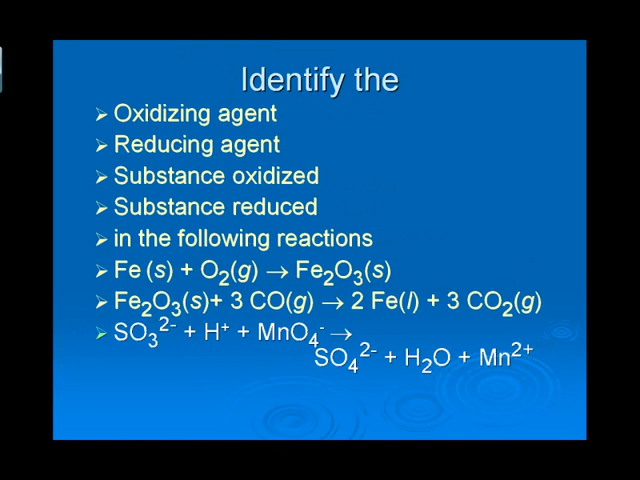 Identify the
➢ Oxidizing agent
➢ Reducing agent
➢ Substance oxidized
➢ Substance reduced
➢ in the following reactions
➢ Fe (s) + O₂(g) → Fe₂O₃(s)
➢ Fe₂O₃(s)+ 3 CO(g) → 2 Fe(l) + 3 CO₂(g)
➢ SO₃²⁻ + H⁺ + MnO₄⁻ →
SO₄²⁻ + H₂O + Mn²⁺